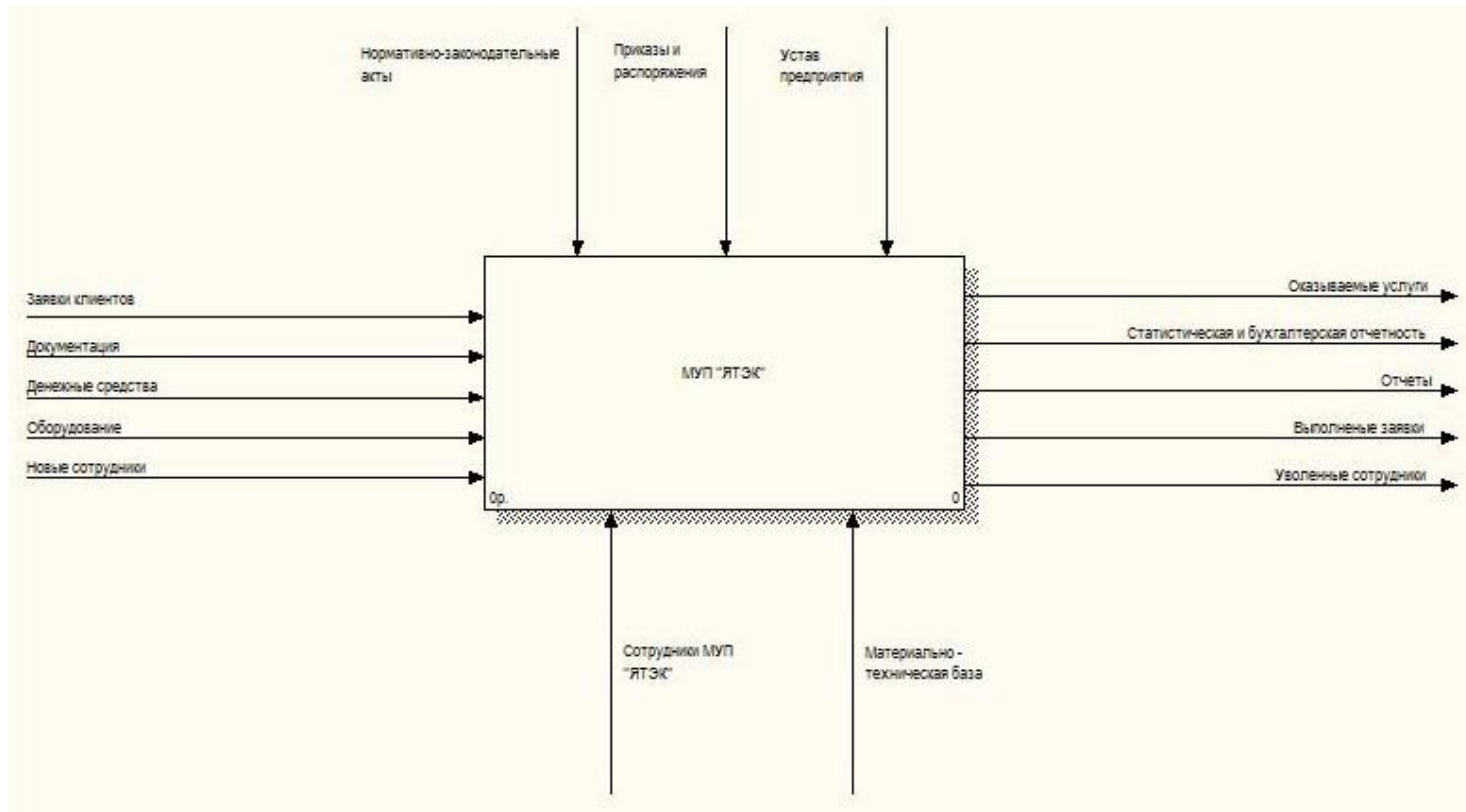 Нормативно-законодательные
акты
Приказы и
распоряжения
Устав
предприятия
Заявки клиентов
Документация
Денежные средства
Оборудование
Новые сотрудники
МУП "ЯТЭК"
0р.
0
Оказываемые услуги
Статистическая и бухгалтерская отчетность
Отчеты
Выполненые заявки
Уволенные сотрудники
Сотрудники МУП
"ЯТЭК"
Материально -
техническая база